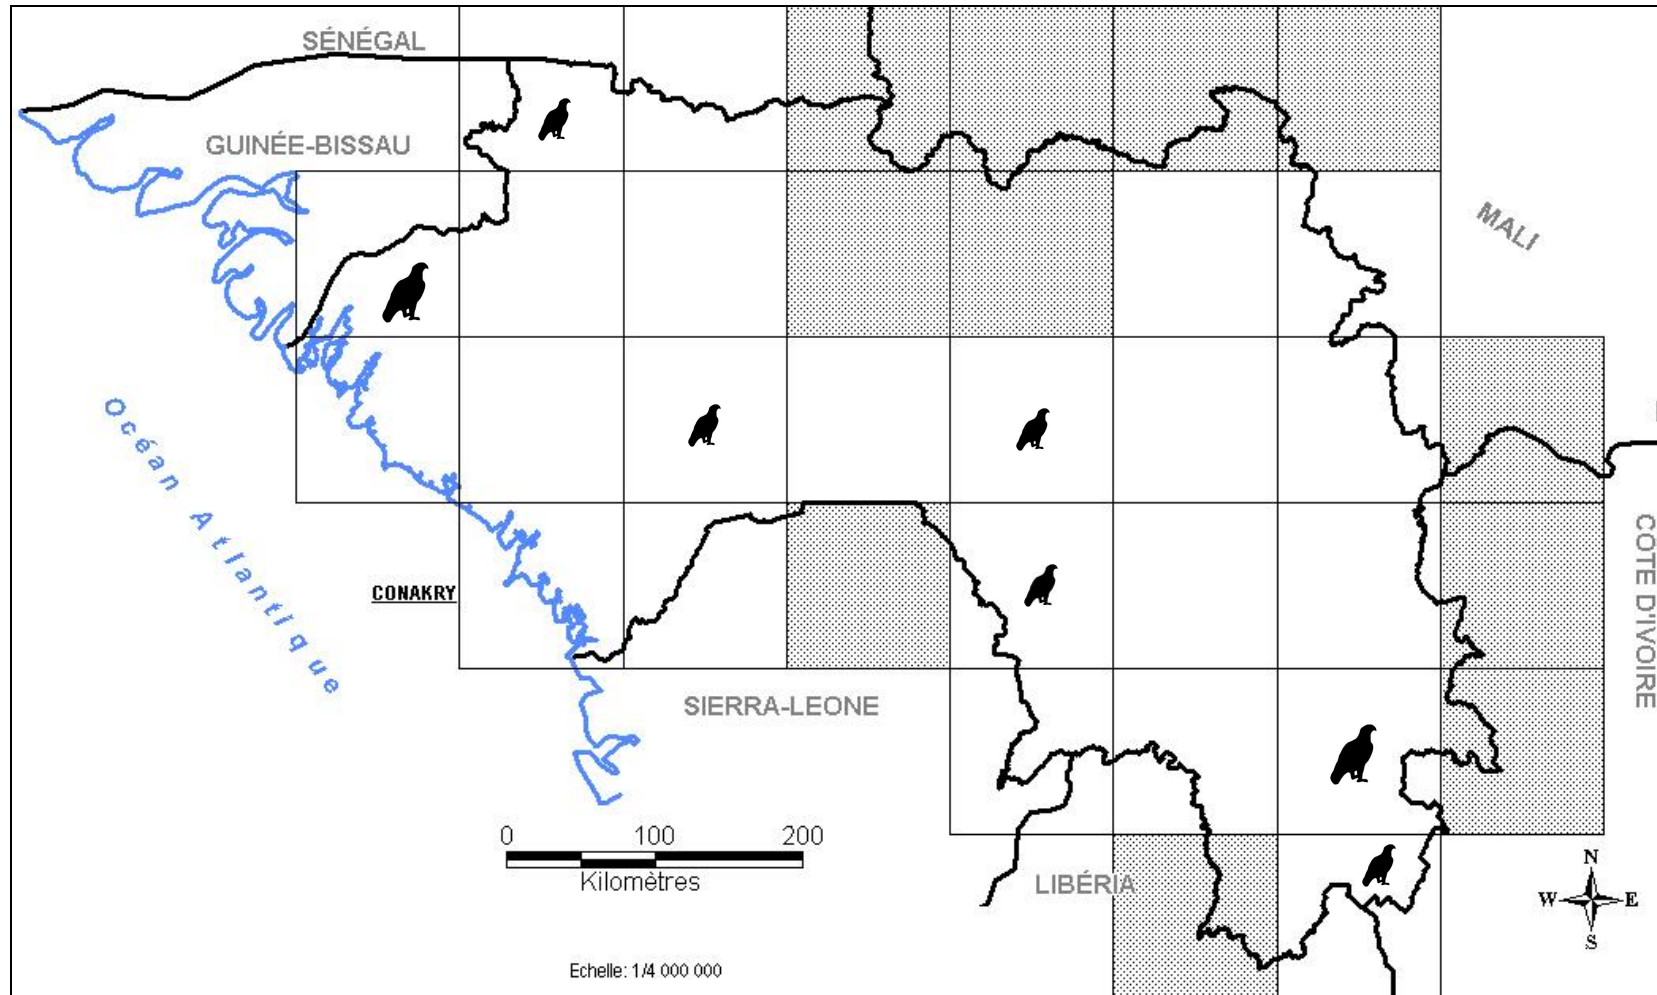 SÉNÉGAL
GUINÉE-BISSAU
MALI
Océan Atlantique
CONAKRY
CÔTE D'IVOIRE
SIERRA-LEONE
0 100 200
Kilomètres
LIBÉRIA
N
W E
S
Echelle: 1/4 000 000